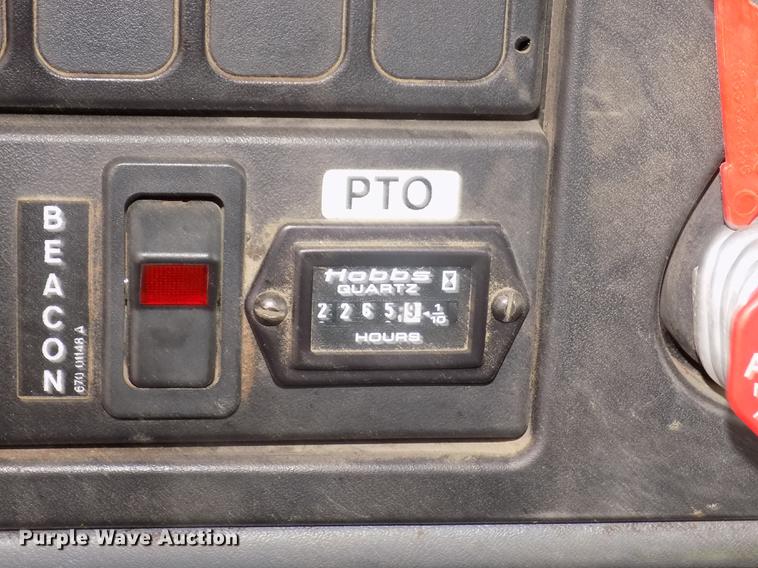 PTO
BEACON
670 01148 A
Hobbs
QUARTZ
2 2 6 5 9 1/10
HOURS
Purple Wave Auction